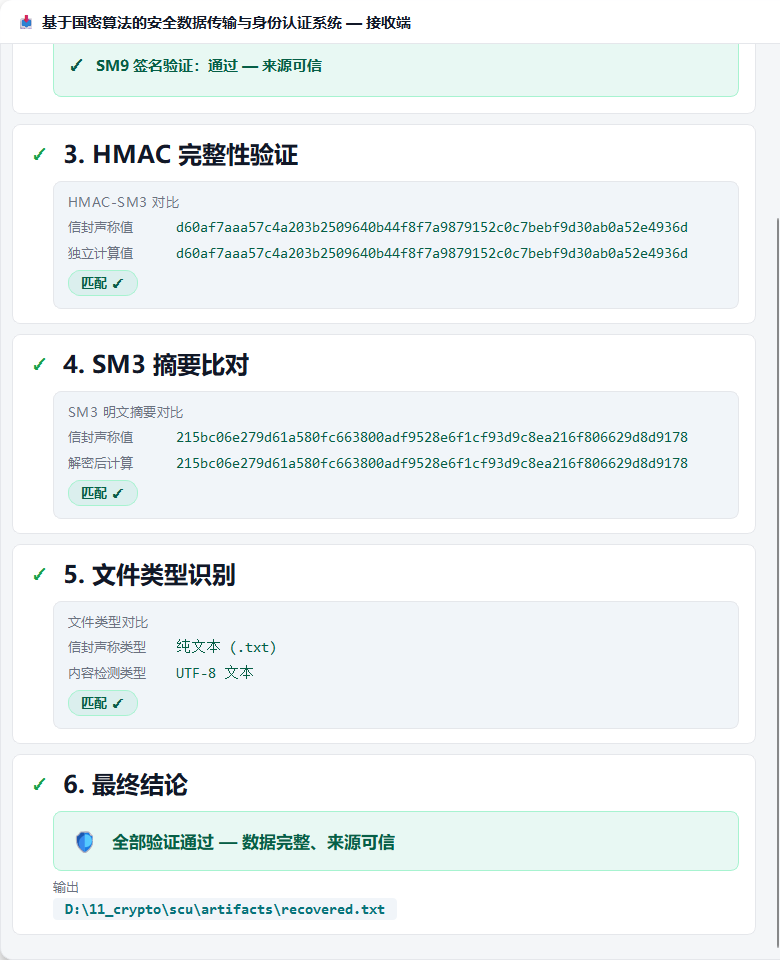 基于国密算法的安全数据传输与身份认证系统 — 接收端
✓ SM9 签名验证：通过 — 来源可信
✓ 3. HMAC 完整性验证
HMAC-SM3 对比
信封声称值 d60af7aaa57c4a203b2509640b44f8f7a9879152c0c7bebf9d30ab0a52e4936d
独立计算值 d60af7aaa57c4a203b2509640b44f8f7a9879152c0c7bebf9d30ab0a52e4936d
匹配 ✓
✓ 4. SM3 摘要比对
SM3 明文摘要对比
信封声称值 215bc06e279d61a580fc663800adf9528e6f1cf93d9c8ea216f806629d8d9178
解密后计算 215bc06e279d61a580fc663800adf9528e6f1cf93d9c8ea216f806629d8d9178
匹配 ✓
✓ 5. 文件类型识别
文件类型对比
信封声称类型 纯文本 (.txt)
内容检测类型 UTF-8 文本
匹配 ✓
✓ 6. 最终结论
全部验证通过 — 数据完整、来源可信
输出
D:\11_crypto\scu\artifacts\recovered.txt